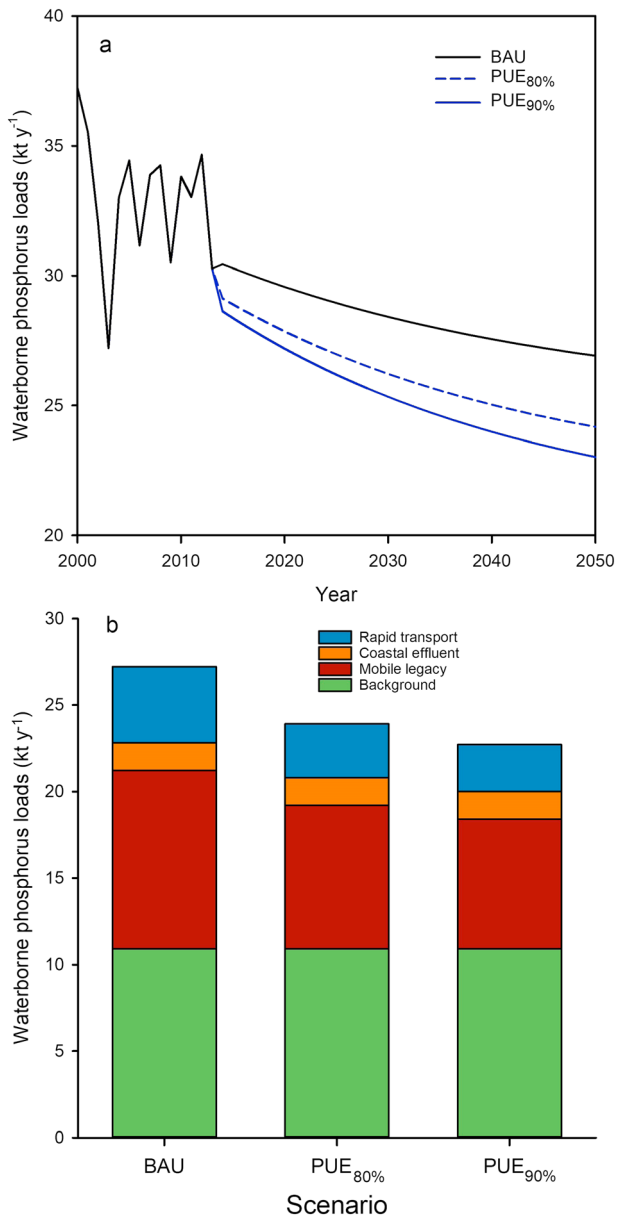 a
BAU
PUE80%
PUE90%
Waterborne phosphorus loads (kt y-1)
40
35
30
25
20
2000
2010
2020
2030
2040
2050
Year
b
Rapid transport
Coastal effluent
Mobile legacy
Background
Waterborne phosphorus loads (kt y-1)
30
25
20
15
10
5
0
BAU
PUE80%
PUE90%
Scenario